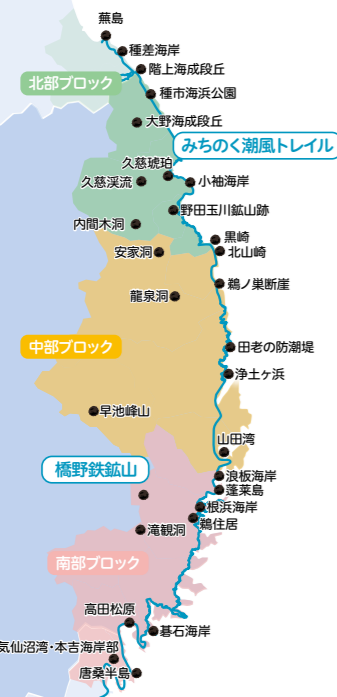 蕪島
種差海岸
階上海成段丘
北部ブロック
種市海浜公園
大野海成段丘
みちのく潮風トレイル
久慈琥珀
久慈渓流
小袖海岸
野田玉川鉱山跡
内間木洞
黒崎
安家洞
北山崎
鵜ノ巣断崖
龍泉洞
中部ブロック
田老の防潮堤
浄土ヶ浜
早池峰山
山田湾
橋野鉄鉱山
浪板海岸
蓬莱島
根浜海岸
鵜住居
滝観洞
南部ブロック
高田松原
碁石海岸
気仙沼湾・本吉海岸部
唐桑半島